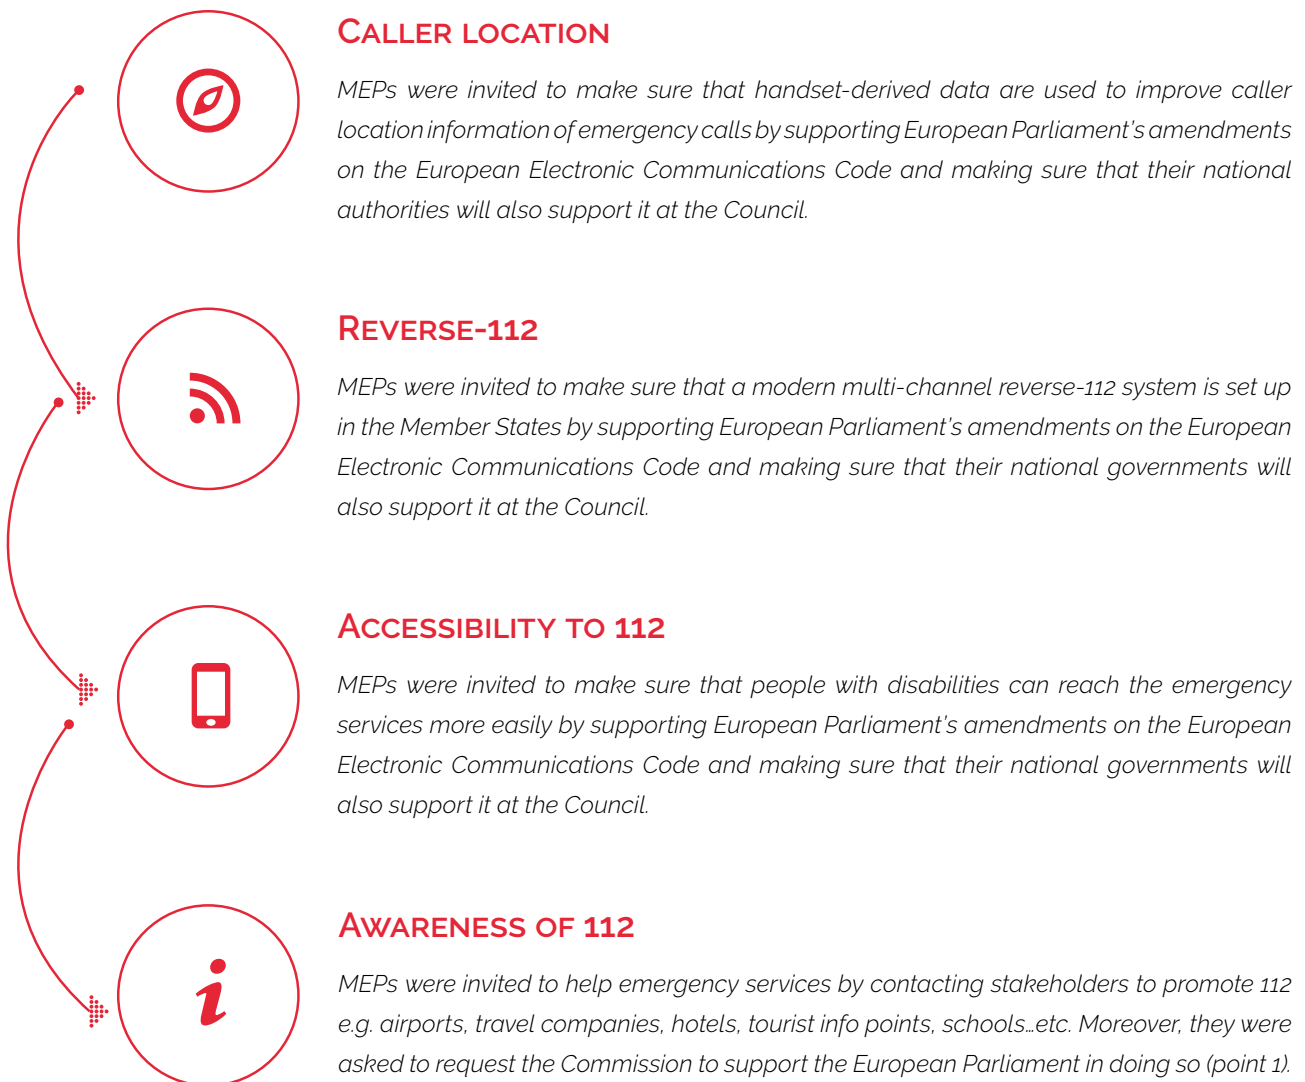 Caller location
MEPs were invited to make sure that handset-derived data are used to improve caller
location information of emergency calls by supporting European Parliament's amendments
on the European Electronic Communications Code and making sure that their national
authorities will also support it at the Council.
Reverse-112
MEPs were invited to make sure that a modern multi-channel reverse-112 system is set up
in the Member States by supporting European Parliament's amendments on the European
Electronic Communications Code and making sure that their national governments will
also support it at the Council.
Accessibility to 112
MEPs were invited to make sure that people with disabilities can reach the emergency
services more easily by supporting European Parliament's amendments on the European
Electronic Communications Code and making sure that their national governments will
also support it at the Council.
Awareness of 112
MEPs were invited to help emergency services by contacting stakeholders to promote 112
e.g. airports, travel companies, hotels, tourist info points, schools…etc. Moreover, they were
asked to request the Commission to support the European Parliament in doing so (point 1).